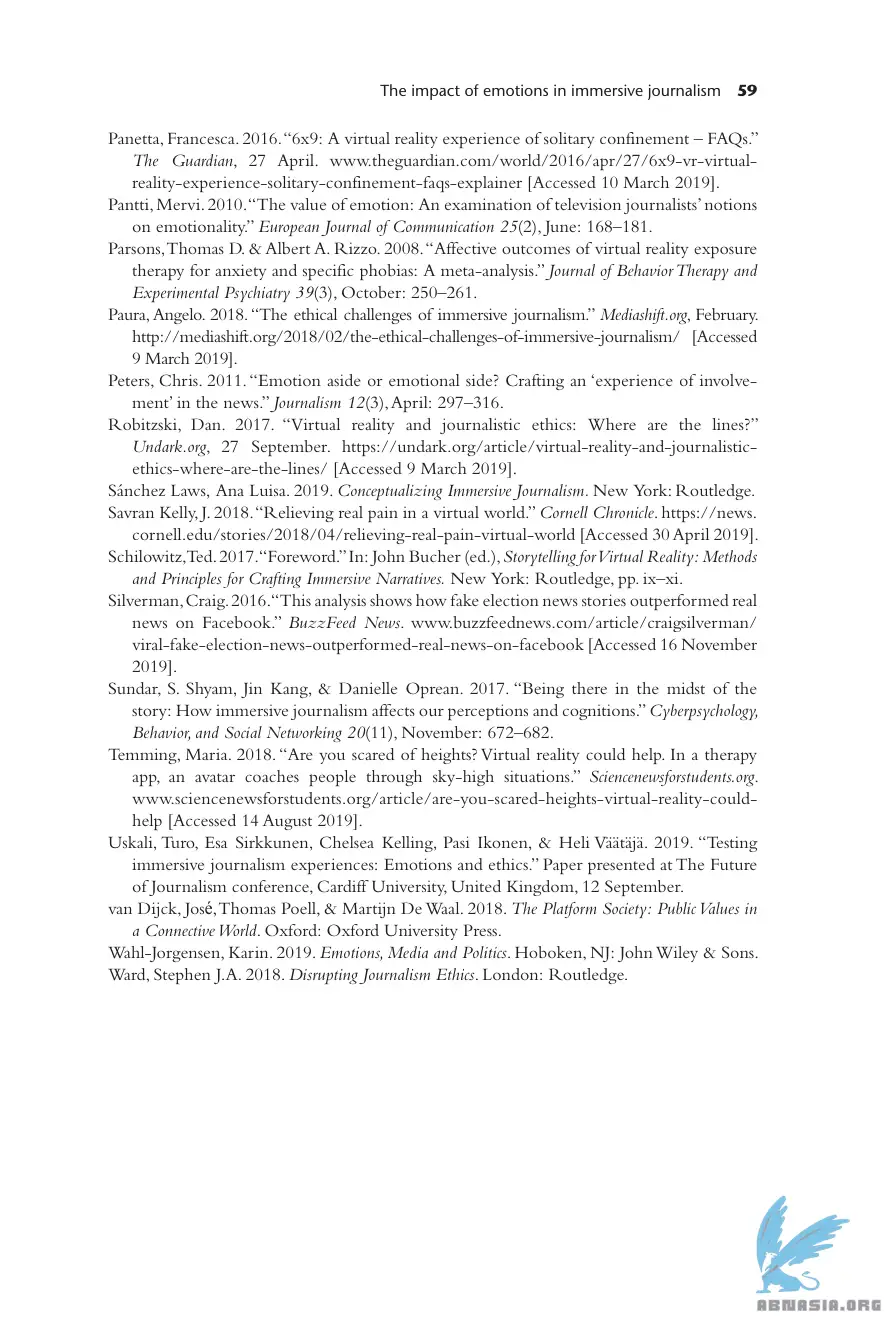 The impact of emotions in immersive journalism 59
Panetta, Francesca. 2016. “6x9: A virtual reality experience of solitary confinement – FAQs.”
The Guardian, 27 April. www.theguardian.com/world/2016/apr/27/6x9-vr-virtual-
reality-experience-solitary-confinement-faqs-explainer [Accessed 10 March 2019].
Pantti, Mervi. 2010. “The value of emotion: An examination of television journalists’ notions
on emotionality.” European Journal of Communication 25(2), June: 168–181.
Parsons, Thomas D. & Albert A. Rizzo. 2008. “Affective outcomes of virtual reality exposure
therapy for anxiety and specific phobias: A meta-analysis.” Journal of Behavior Therapy and
Experimental Psychiatry 39(3), October: 250–261.
Paura, Angelo. 2018. “The ethical challenges of immersive journalism.” Mediashift.org, February.
http://mediashift.org/2018/02/the-ethical-challenges-of-immersive-journalism/ [Accessed
9 March 2019].
Peters, Chris. 2011. “Emotion aside or emotional side? Crafting an ‘experience of involve-
ment’ in the news.” Journalism 12(3), April: 297–316.
Robitzski, Dan. 2017. “Virtual reality and journalistic ethics: Where are the lines?”
Undark.org, 27 September. https://undark.org/article/virtual-reality-and-journalistic-
ethics-where-are-the-lines/ [Accessed 9 March 2019].
Sánchez Laws, Ana Luisa. 2019. Conceptualizing Immersive Journalism. New York: Routledge.
Savran Kelly, J. 2018. “Relieving real pain in a virtual world.” Cornell Chronicle. https://news.
cornell.edu/stories/2018/04/relieving-real-pain-virtual-world [Accessed 30 April 2019].
Schilowitz, Ted. 2017. “Foreword.” In: John Bucher (ed.), Storytelling for Virtual Reality: Methods
and Principles for Crafting Immersive Narratives. New York: Routledge, pp. ix–xi.
Silverman, Craig. 2016. “This analysis shows how fake election news stories outperformed real
news on Facebook.” BuzzFeed News. www.buzzfeednews.com/article/craigsilverman/
viral-fake-election-news-outperformed-real-news-on-facebook [Accessed 16 November
2019].
Sundar, S. Shyam, Jin Kang, & Danielle Oprean. 2017. “Being there in the midst of the
story: How immersive journalism affects our perceptions and cognitions.” Cyberpsychology,
Behavior, and Social Networking 20(11), November: 672–682.
Temming, Maria. 2018. “Are you scared of heights? Virtual reality could help. In a therapy
app, an avatar coaches people through sky-high situations.” Sciencenewsforstudents.org.
www.sciencenewsforstudents.org/article/are-you-scared-heights-virtual-reality-could-
help [Accessed 14 August 2019].
Uskali, Turo, Esa Sirkkunen, Chelsea Kelling, Pasi Ikonen, & Heli Väätäjä. 2019. “Testing
immersive journalism experiences: Emotions and ethics.” Paper presented at The Future
of Journalism conference, Cardiff University, United Kingdom, 12 September.
van Dijck, José, Thomas Poell, & Martijn De Waal. 2018. The Platform Society: Public Values in
a Connective World. Oxford: Oxford University Press.
Wahl-Jorgensen, Karin. 2019. Emotions, Media and Politics. Hoboken, NJ: John Wiley & Sons.
Ward, Stephen J.A. 2018. Disrupting Journalism Ethics. London: Routledge.
ABNASIA.ORG